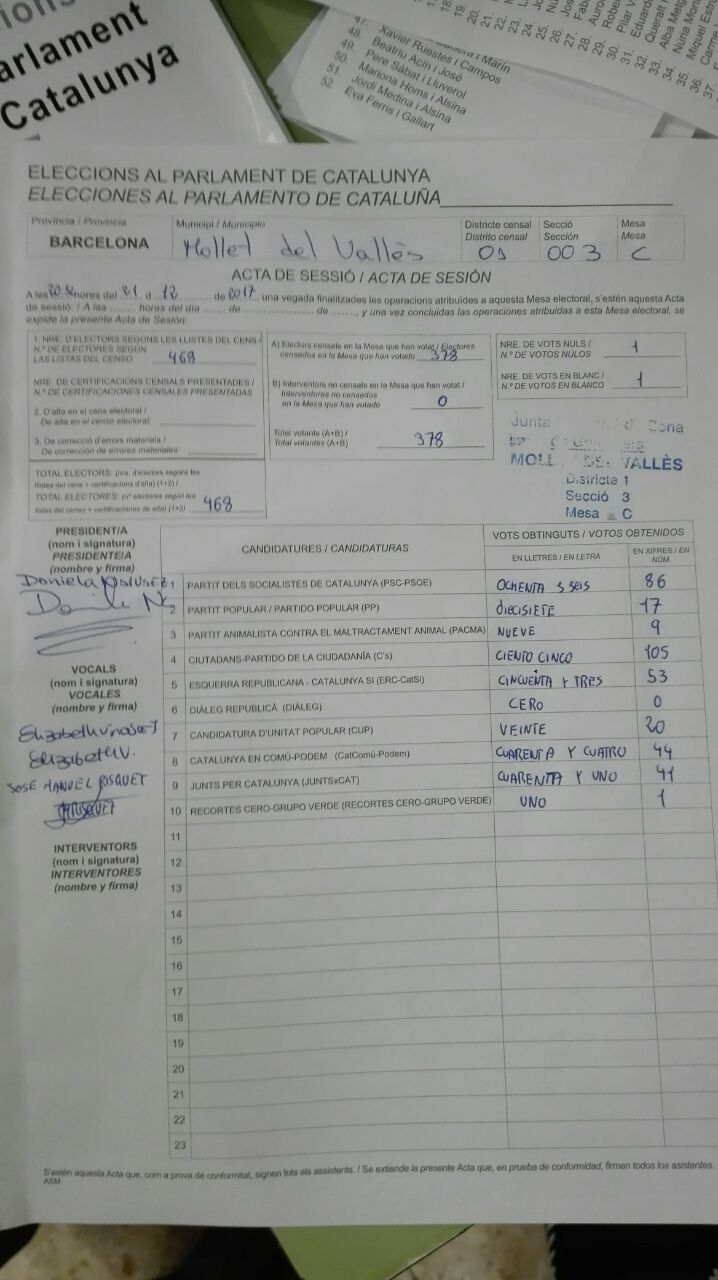 Parlament
Catalunya
47. Xavier Ruestes i Campos
48. Beatriu Acín i José
49. Pere Sàbat i Lluverol
50. Mariona Homs i Alsina
51. Jordi Medina i Alsina
52. Eva Ferris i Gallart
ELECCIONS AL PARLAMENT DE CATALUNYA
ELECCIONES AL PARLAMENTO DE CATALUÑA
Província / Provincia
BARCELONA
Municipi / Municipio
Mollet del Vallès
Districte censal
Distrito censal
01
Secció
Sección
003
Mesa
Mesa
C
ACTA DE SESSIÓ / ACTA DE SESIÓN
A les hores del 21 d 12 de 2017, una vegada finalitzades les operacions atribuïdes a aquesta Mesa electoral, s'estén aquesta Acta
de sessió: / A las ........ horas del día ........ de ........ de ........, y una vez concluidas las operaciones atribuidas a esta Mesa electoral, se
expide la presente Acta de Sesión:
1. NRE. D'ELECTORS SEGONS LES LLISTES DEL CENS /
N.º DE ELECTORES SEGÚN
LAS LISTAS DEL CENSO 468
NRE. DE CERTIFICACIONS CENSALS PRESENTADES /
N.º DE CERTIFICACIONES CENSALES PRESENTADAS
2. D'alta en el cens electoral /
De alta en el censo electoral:
3. De correcció d'errors materials /
De corrección de errores materiales:
TOTAL ELECTORS: (nre. d'electors segons les
llistes del cens + certificacions d'alta) (1+2) /
TOTAL ELECTORES: (nº electores según las
listas del censo + certificaciones de alta) (1+2) 468
A) Electors censats en la Mesa que han votat / Electores
censados en la Mesa que han votado 378
B) Interventors no censats en la Mesa que han votat /
Interventores no censados
en la Mesa que han votado 0
Total votants (A+B) /
Total votantes (A+B) 378
NRE. DE VOTS NULS /
N.º DE VOTOS NULOS 1
NRE. DE VOTS EN BLANC /
N.º DE VOTOS EN BLANCO 1
Junta de Zona
MOLLET DEL VALLÈS
Districte 1
Secció 3
Mesa C
PRESIDENT/A
(nom i signatura)
PRESIDENTE/A
(nombre y firma)
Daniela
VOCALS
(nom i signatura)
VOCALES
(nombre y firma)
Elizabeth V.
JOSE MANUEL RISQUET
INTERVENTORS
(nom i signatura)
INTERVENTORES
(nombre y firma)
CANDIDATURES / CANDIDATURAS
VOTS OBTINGUTS / VOTOS OBTENIDOS
EN LLETRES / EN LETRA
EN XIFRES / EN NÚM.
1 PARTIT DELS SOCIALISTES DE CATALUNYA (PSC-PSOE) OCHENTA y SEIS 86
2 PARTIT POPULAR / PARTIDO POPULAR (PP) DIECISIETE 17
3 PARTIT ANIMALISTA CONTRA EL MALTRACTAMENT ANIMAL (PACMA) NUEVE 9
4 CIUTADANS-PARTIDO DE LA CIUDADANÍA (C's) CIENTO CINCO 105
5 ESQUERRA REPUBLICANA - CATALUNYA SÍ (ERC-CatSí) CINCUENTA Y TRES 53
6 DIÀLEG REPUBLICÀ (DIÀLEG) CERO 0
7 CANDIDATURA D'UNITAT POPULAR (CUP) VEINTE 20
8 CATALUNYA EN COMÚ-PODEM (CatComú-Podem) CUARENTA Y CUATRO 44
9 JUNTS PER CATALUNYA (JUNTSxCAT) CUARENTA Y UNO 41
10 RECORTES CERO-GRUPO VERDE (RECORTES CERO-GRUPO VERDE) UNO 1
11
12
13
14
15
16
17
18
19
20
21
22
23
S'estén aquesta Acta que, com a prova de conformitat, signen tots els assistents. / Se extiende la presente Acta que, en prueba de conformidad, firman todos los asistentes.
ASM